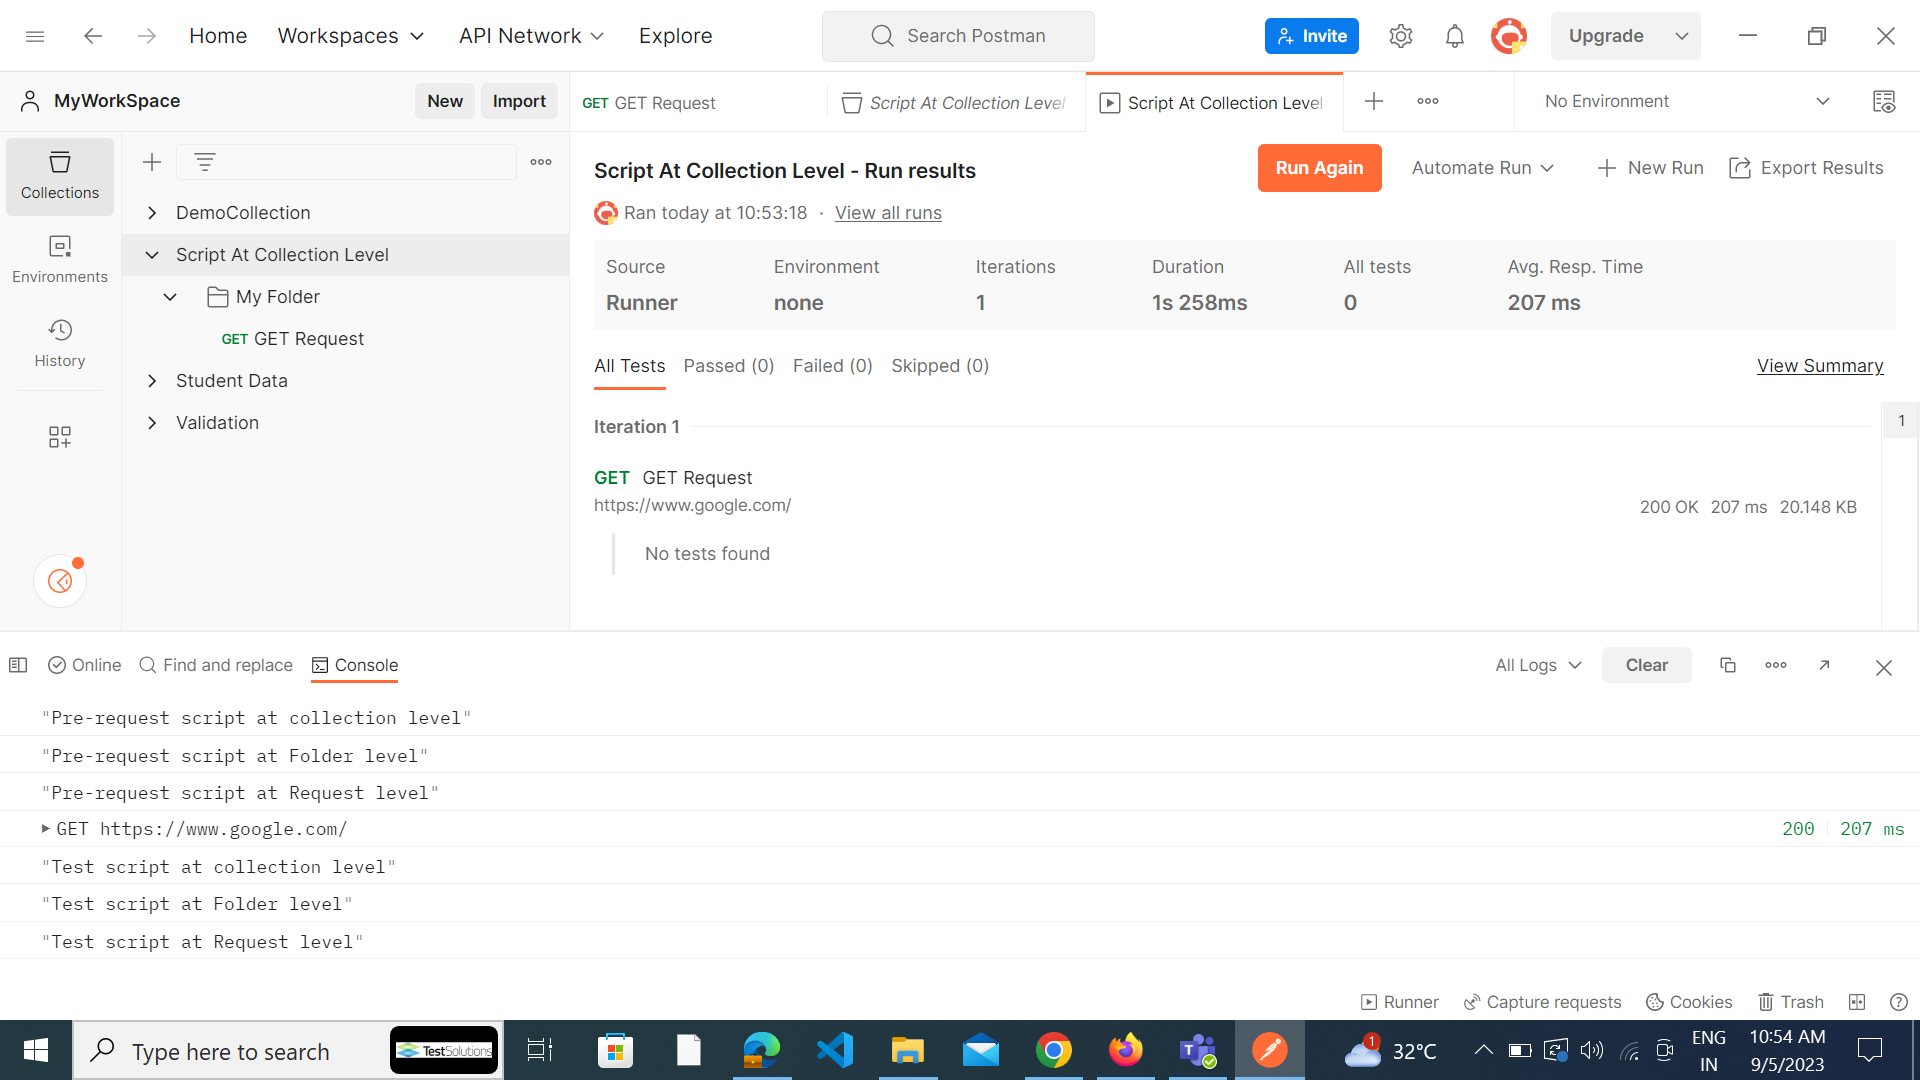 Home Workspaces API Network Explore Search Postman Invite Upgrade
MyWorkSpace New Import GET GET Request Script At Collection Level Script At Collection Level No Environment
Collections
Environments
History
DemoCollection
Script At Collection Level
My Folder
GET GET Request
Student Data
Validation
Script At Collection Level - Run results Run Again Automate Run New Run Export Results
Ran today at 10:53:18 · View all runs
Source Environment Iterations Duration All tests Avg. Resp. Time
Runner none 1 1s 258ms 0 207 ms
All Tests Passed (0) Failed (0) Skipped (0) View Summary
Iteration 1 1
GET GET Request
https://www.google.com/ 200 OK 207 ms 20.148 KB
No tests found
Online Find and replace Console All Logs Clear
"Pre-request script at collection level"
"Pre-request script at Folder level"
"Pre-request script at Request level"
GET https://www.google.com/ 200 207 ms
"Test script at collection level"
"Test script at Folder level"
"Test script at Request level"
Runner Capture requests Cookies Trash
Type here to search TestSolutions 1 32°C ENG 10:54 AM
IN 9/5/2023